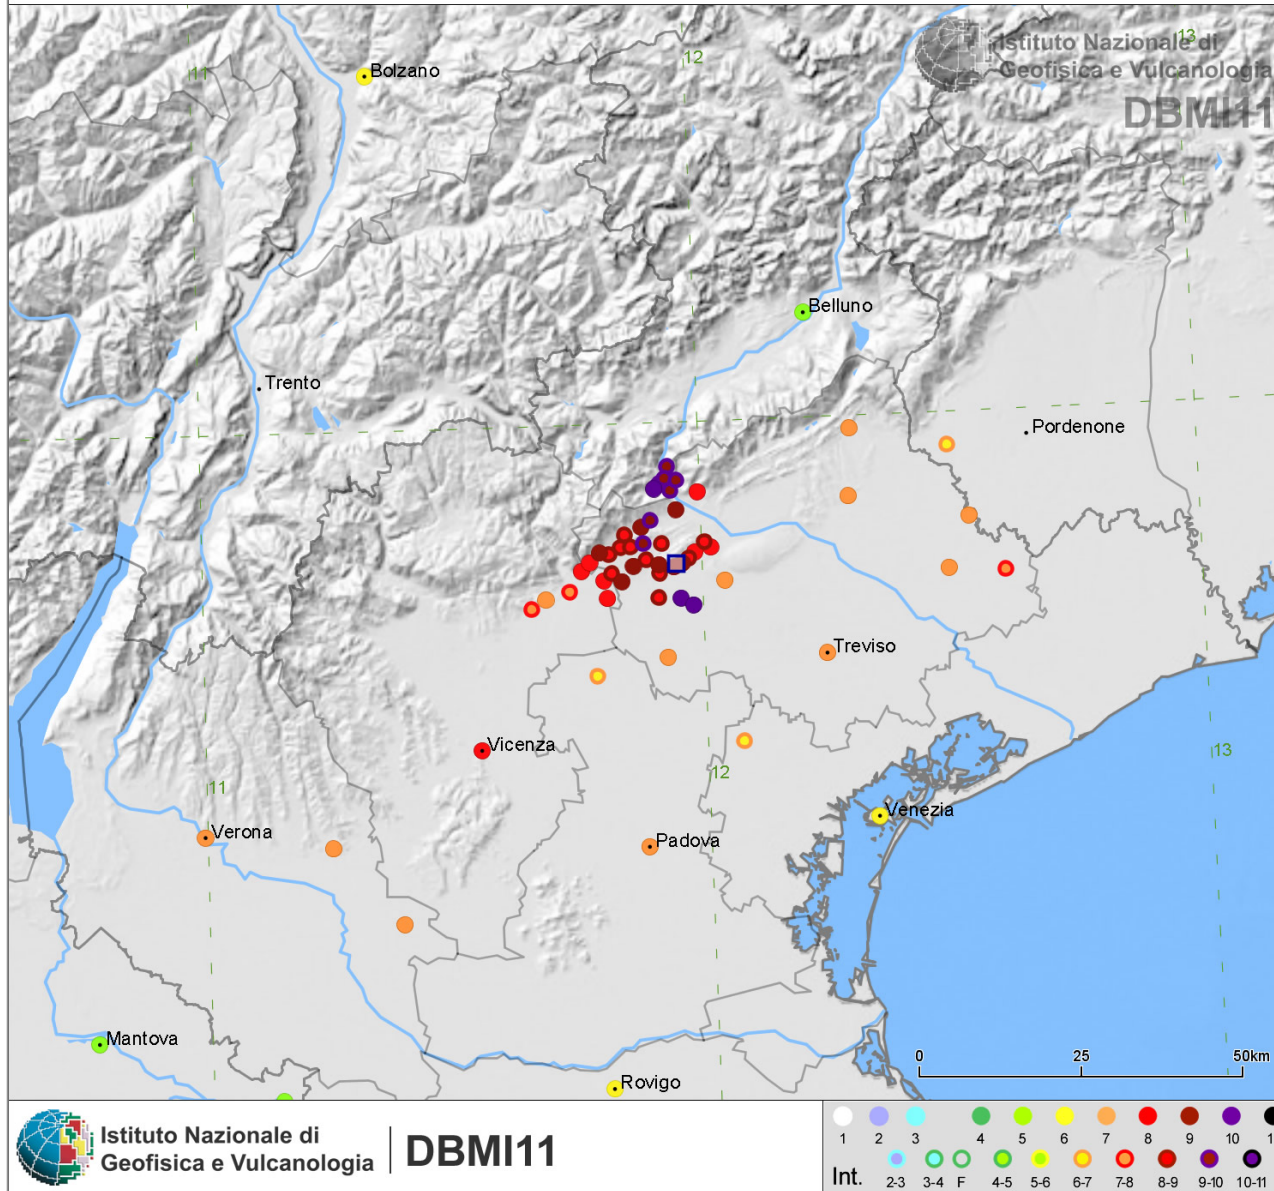 Istituto Nazionale di
Geofisica e Vulcanologia
DBMI11
11
12
13
Bolzano
Belluno
Trento
Pordenone
Treviso
Vicenza
13
12
11
Venezia
Verona
Padova
Mantova
0 25 50km
Rovigo
Istituto Nazionale di
Geofisica e Vulcanologia
DBMI11
1 2 3 4 5 6 7 8 9 10 1
Int. 2-3 3-4 F 4-5 5-6 6-7 7-8 8-9 9-10 10-11